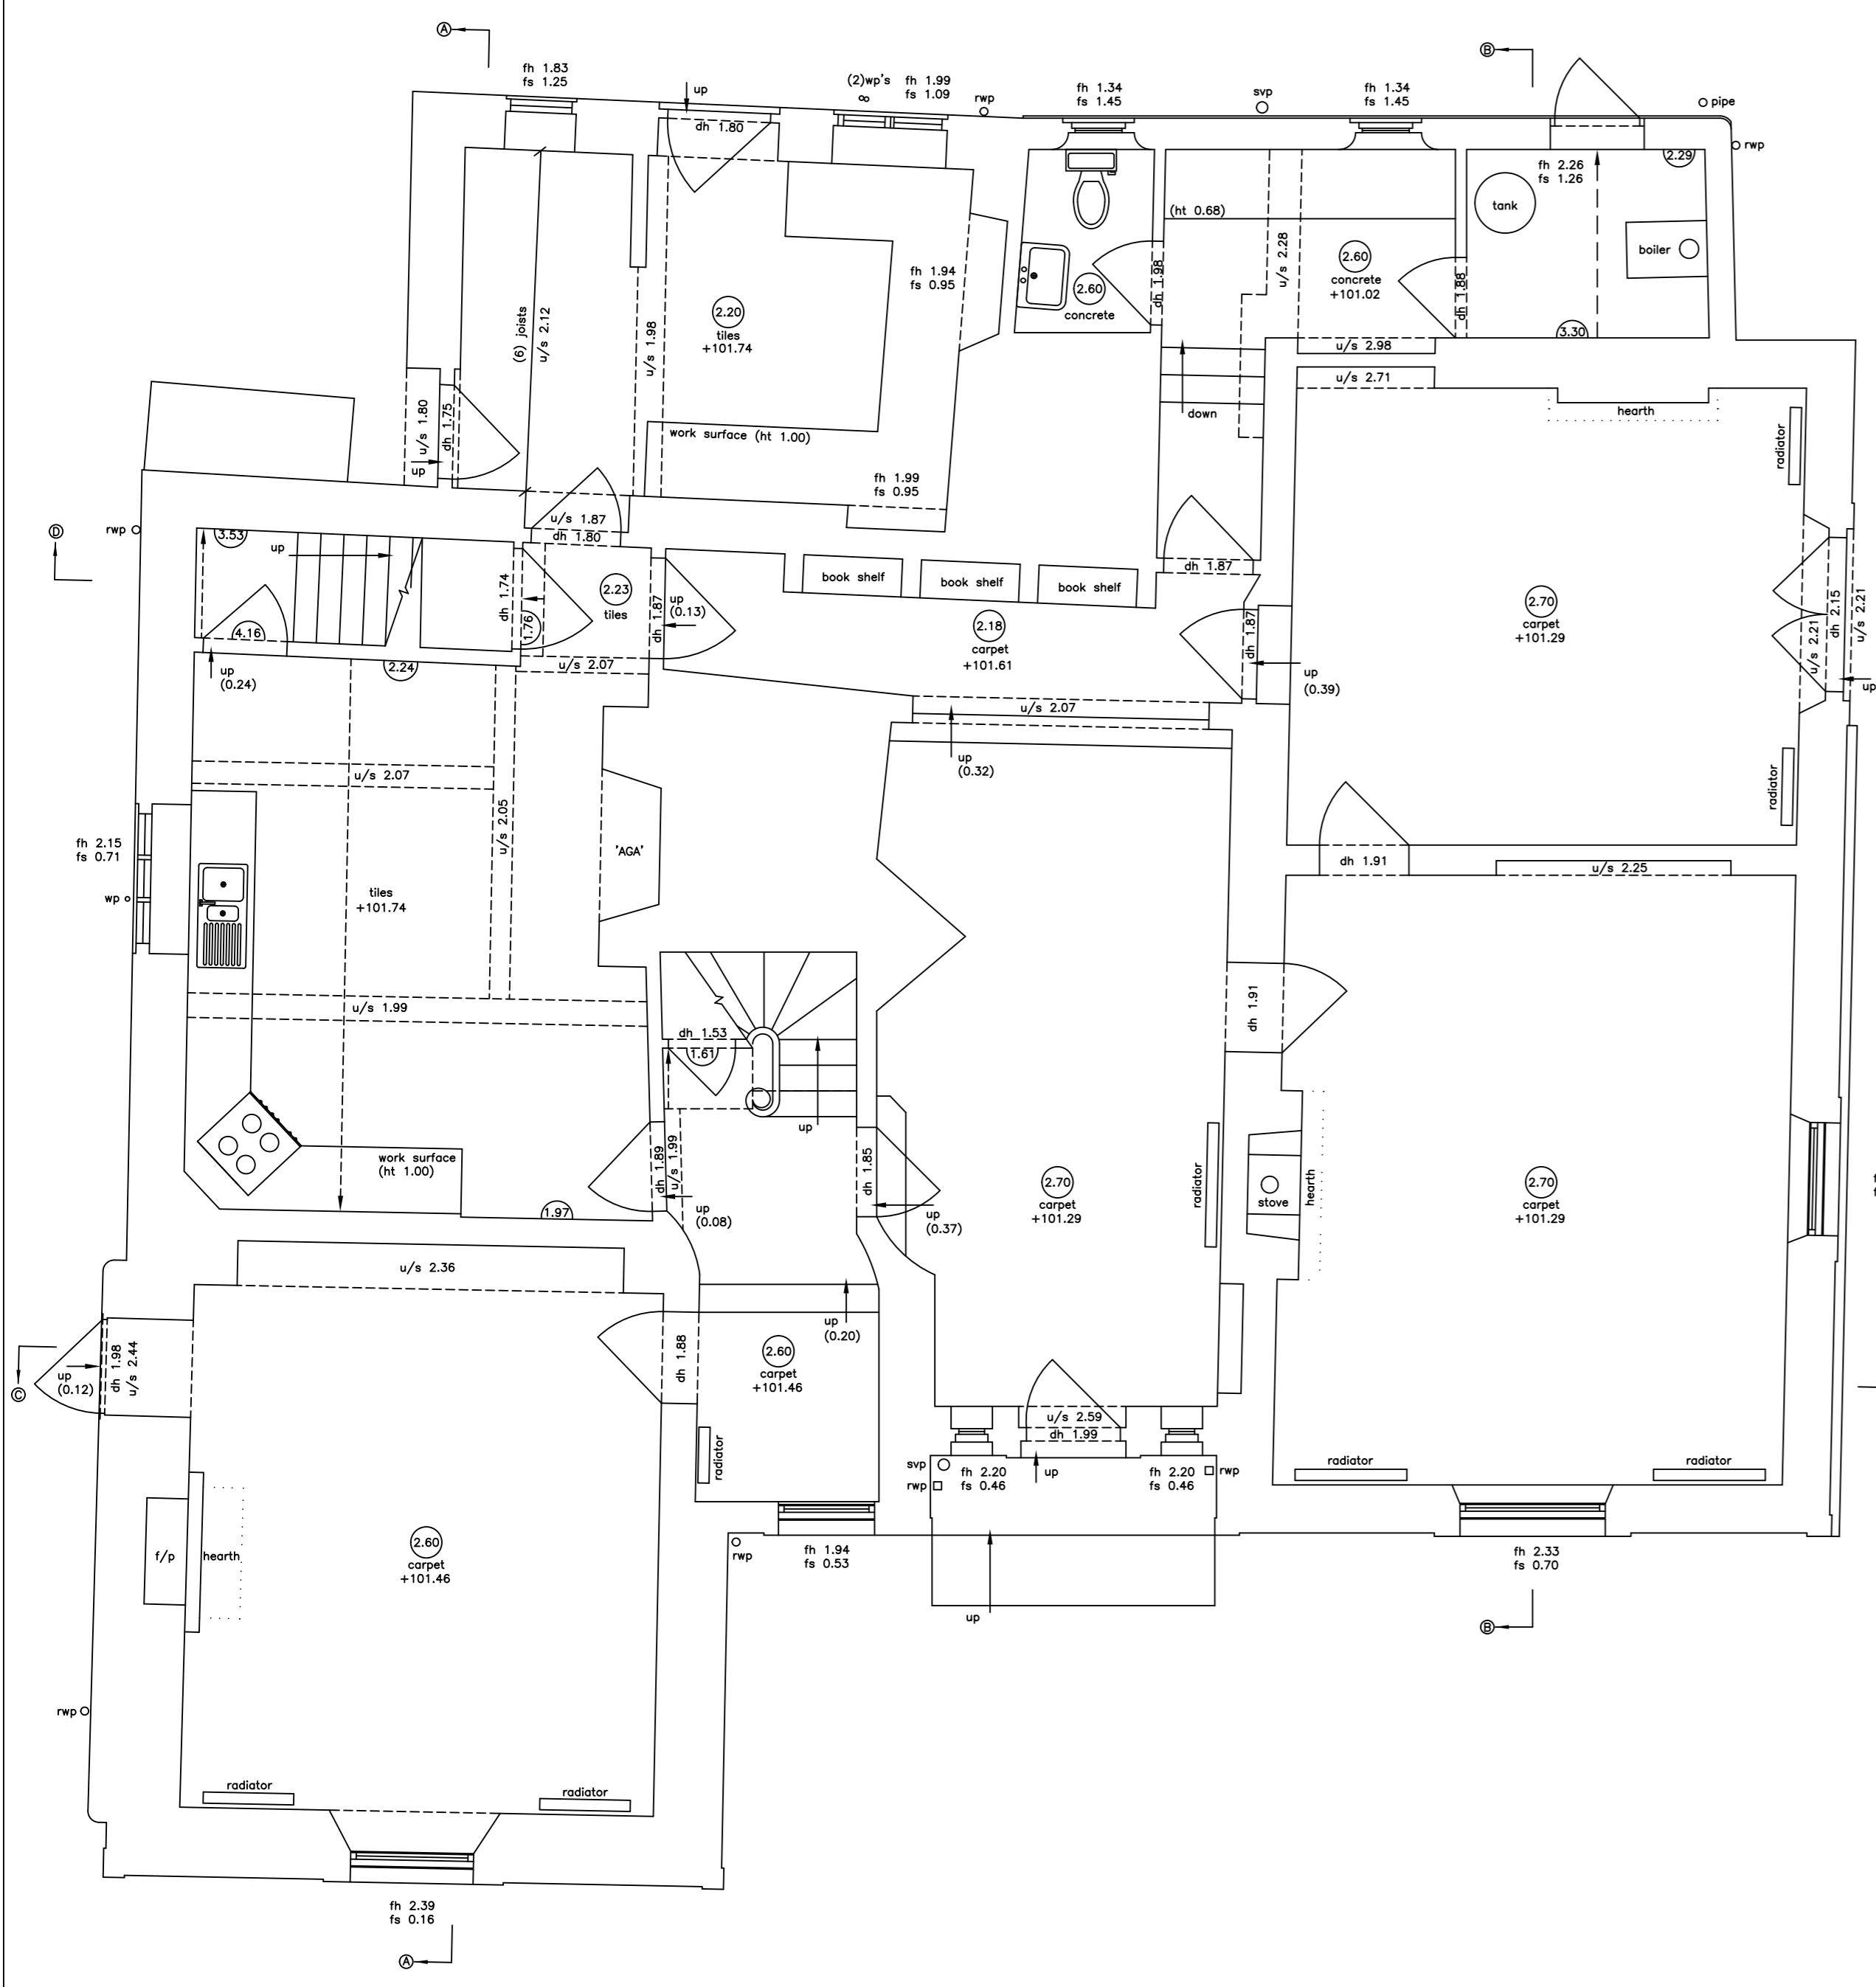 A
B
fh 1.83
fs 1.25
up
(2)wp's
fh 1.99
fs 1.09
rwp
fh 1.34
fs 1.45
svp
fh 1.34
fs 1.45
pipe
rwp
dh 1.80
fh 2.26
fs 1.26
2.29
tank
(ht 0.68)
u/s 2.28
boiler
2.60
concrete
+101.02
dh 1.98
dh 1.88
fh 1.94
fs 0.95
2.60
concrete
(6) joists
u/s 2.12
u/s 1.98
2.20
tiles
+101.74
3.30
u/s 2.98
u/s 2.71
hearth
radiator
down
u/s 1.80
dh 1.75
up
work surface (ht 1.00)
fh 1.99
fs 0.95
D
rwp
3.53
up
u/s 1.87
dh 1.80
dh 1.74
1.76
2.23
tiles
dh 1.87
up
(0.13)
book shelf
book shelf
book shelf
dh 1.87
2.70
carpet
+101.29
dh 2.15
u/s 2.21
u/s 2.21
up
4.16
2.24
up
(0.24)
u/s 2.07
2.18
carpet
+101.61
dh 1.87
up
(0.39)
u/s 2.07
up
(0.32)
u/s 2.07
u/s 2.05
radiator
fh 2.15
fs 0.71
wp
'AGA'
tiles
+101.74
dh 1.91
u/s 2.25
u/s 1.99
dh 1.91
dh 1.53
1.61
up
work surface
(ht 1.00)
dh 1.89
u/s 1.99
dh 1.85
up
(0.08)
up
(0.37)
1.97
2.70
carpet
+101.29
radiator
stove
hearth
2.70
carpet
+101.29
u/s 2.36
C
up
(0.12)
dh 1.98
u/s 2.44
dh 1.88
up
(0.20)
2.60
carpet
+101.46
radiator
u/s 2.59
dh 1.99
svp
rwp
fh 2.20
fs 0.46
up
fh 2.20
fs 0.46
rwp
radiator
radiator
f/p
hearth
2.60
carpet
+101.46
rwp
fh 1.94
fs 0.53
up
fh 2.33
fs 0.70
B
rwp
radiator
radiator
fh 2.39
fs 0.16
A